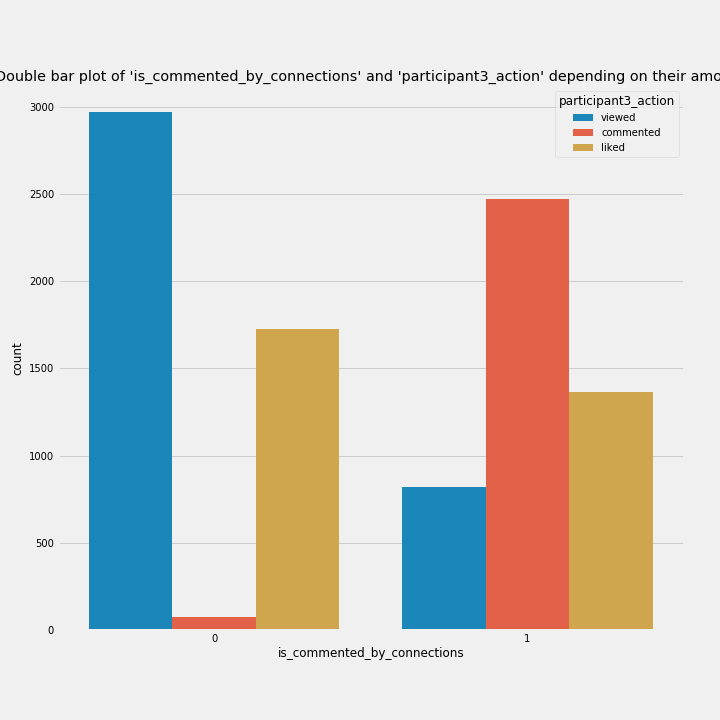 Double bar plot of 'is_commented_by_connections' and 'participant3_action' depending on their
participant3_action
viewed
commented
liked
3000
2500
2000
1500
1000
500
0
count
0
1
is_commented_by_connections